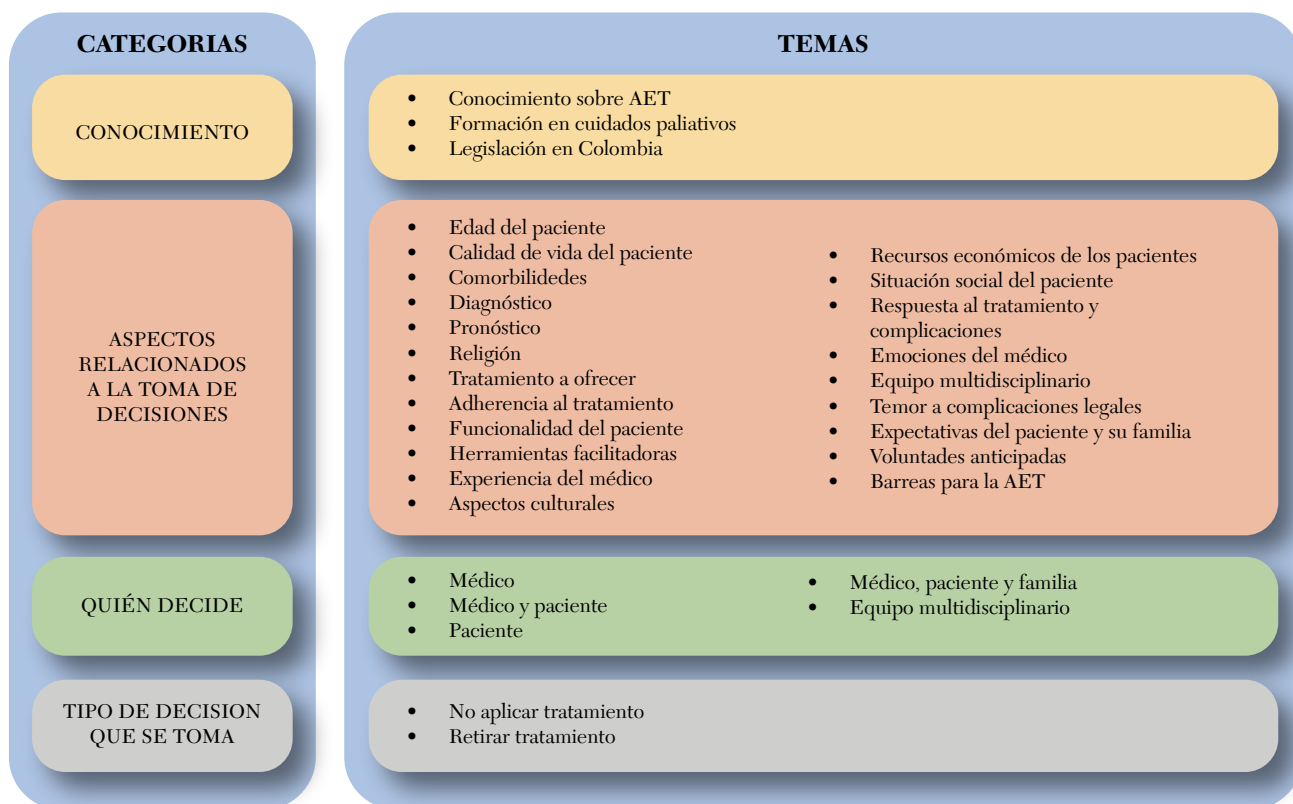 CATEGORIAS
TEMAS
CONOCIMIENTO
• Conocimiento sobre AET
• Formación en cuidados paliativos
• Legislación en Colombia
ASPECTOS
RELACIONADOS
A LA TOMA DE
DECISIONES
• Edad del paciente
• Calidad de vida del paciente
• Comorbilidedes
• Diagnóstico
• Pronóstico
• Religión
• Tratamiento a ofrecer
• Adherencia al tratamiento
• Funcionalidad del paciente
• Herramientas facilitadoras
• Experiencia del médico
• Aspectos culturales
• Recursos económicos de los pacientes
• Situación social del paciente
• Respuesta al tratamiento y
complicaciones
• Emociones del médico
• Equipo multidisciplinario
• Temor a complicaciones legales
• Expectativas del paciente y su familia
• Voluntades anticipadas
• Barreas para la AET
QUIÉN DECIDE
• Médico
• Médico y paciente
• Paciente
• Médico, paciente y familia
• Equipo multidisciplinario
TIPO DE DECISION
QUE SE TOMA
• No aplicar tratamiento
• Retirar tratamiento